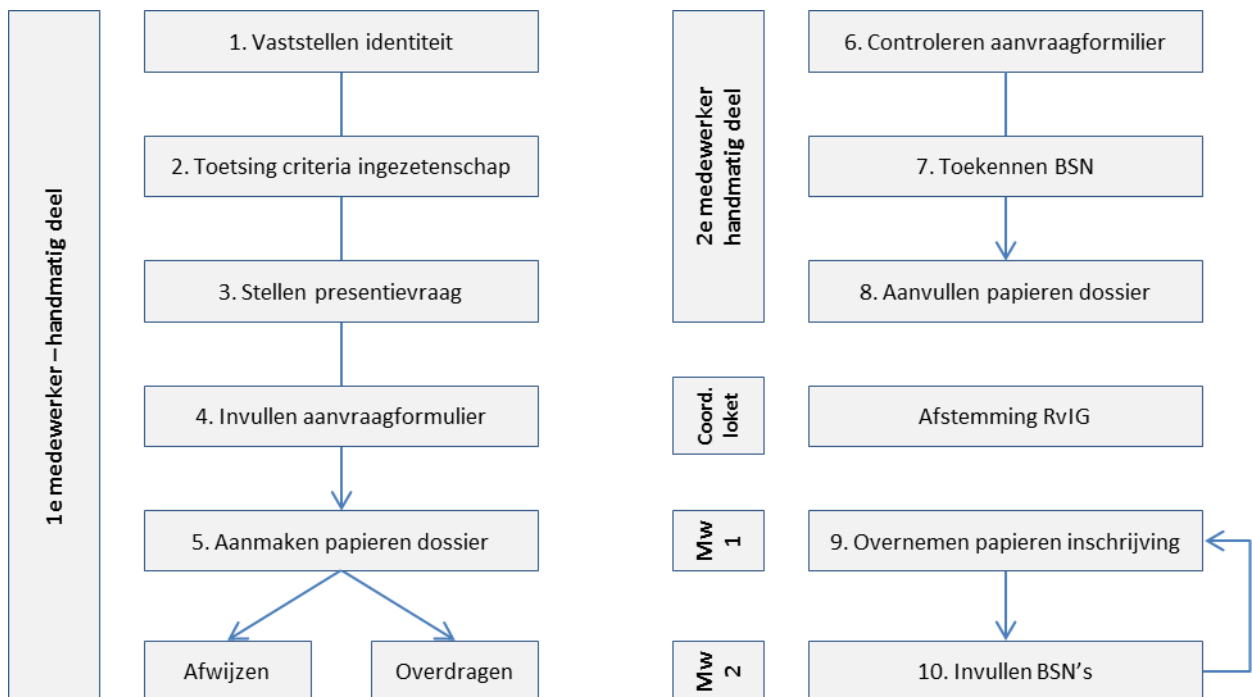 1e medewerker – handmatig deel
1. Vaststellen identiteit
2. Toetsing criteria ingezetenschap
3. Stellen presentievraag
4. Invullen aanvraagformulier
5. Aanmaken papieren dossier
Afwijzen
Overdragen
2e medewerker
handmatig deel
6. Controleren aanvraagformilier
7. Toekennen BSN
8. Aanvullen papieren dossier
Coord.
loket
Afstemming RvIG
Mw
1
9. Overnemen papieren inschrijving
Mw
2
10. Invullen BSN's